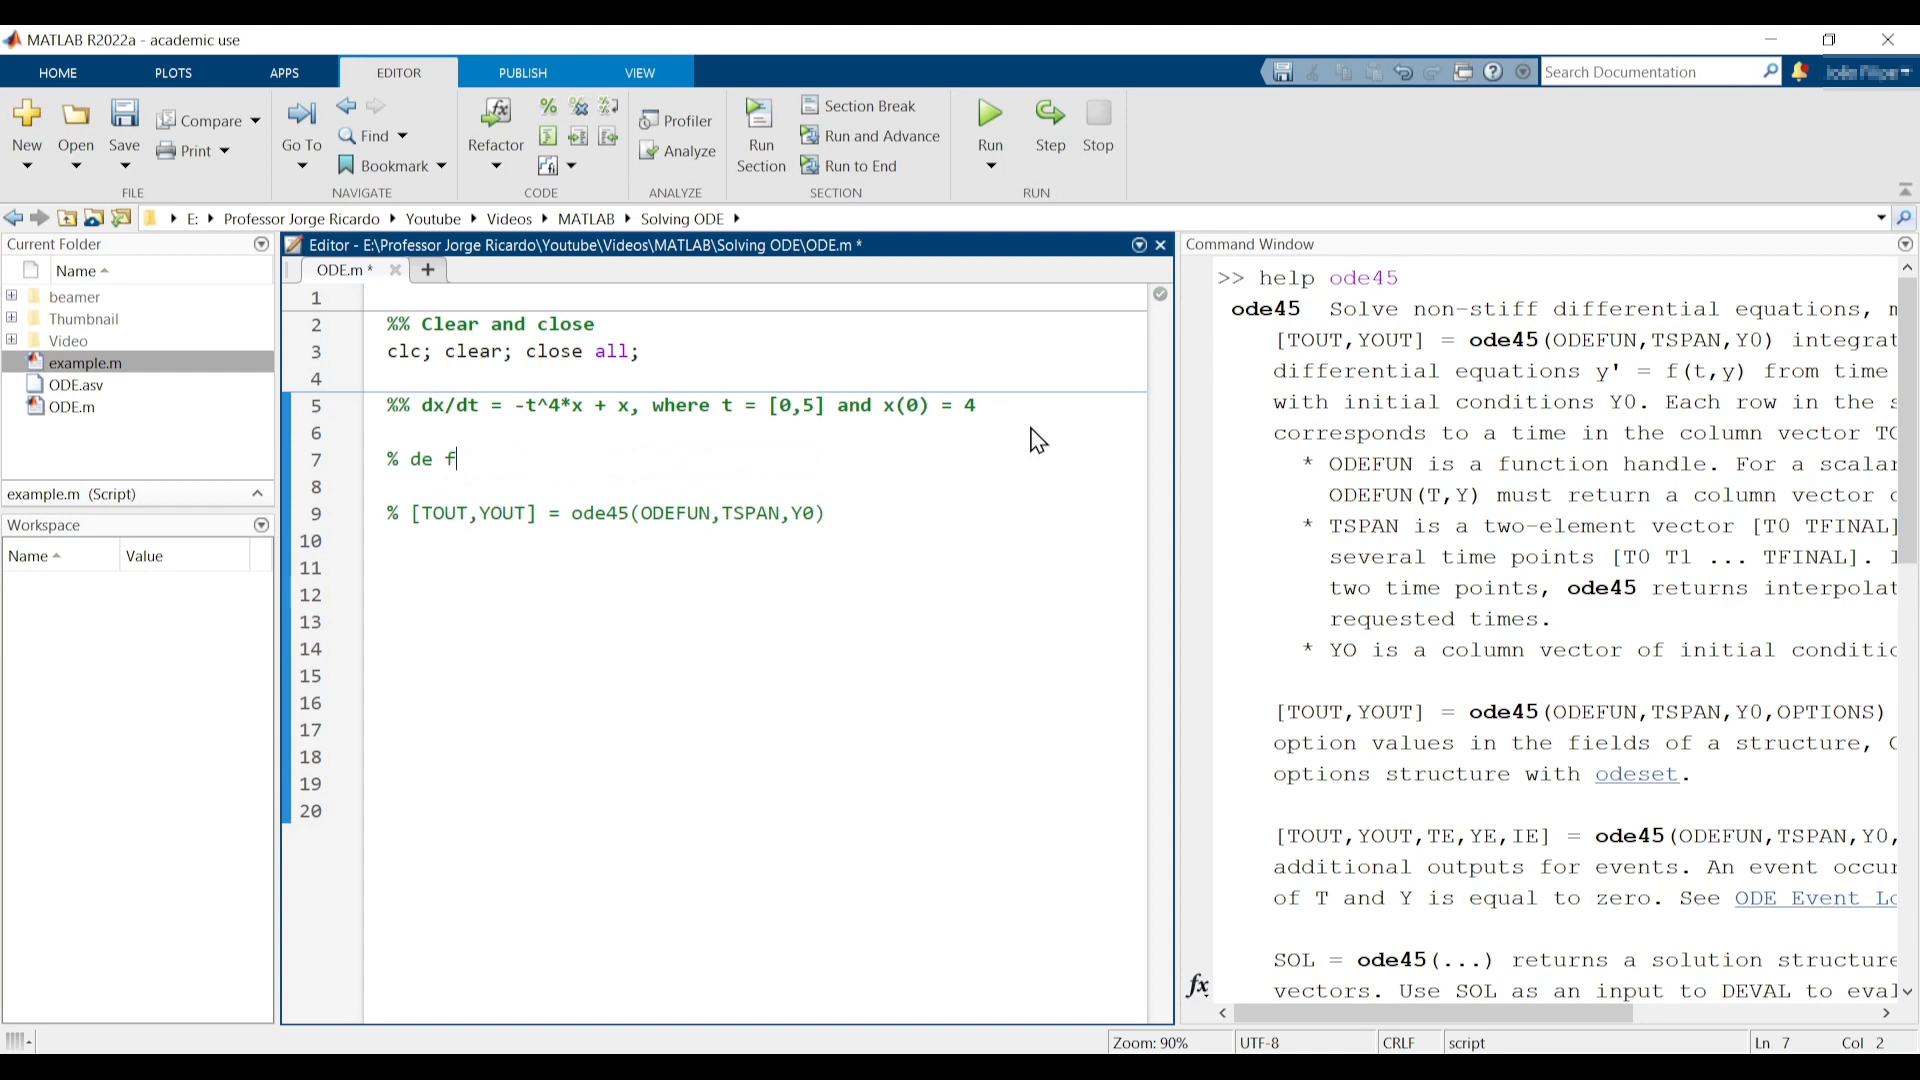 MATLAB R2022a - academic use
HOME PLOTS APPS EDITOR PUBLISH VIEW Search Documentation
New Open Save Compare Print
Go To Find Bookmark
Refactor
Profiler Analyze
Run Section Section Break Run and Advance Run to End
Run Step Stop
FILE NAVIGATE CODE ANALYZE SECTION RUN
E: Professor Jorge Ricardo Youtube Videos MATLAB Solving ODE
Current Folder
Name
beamer
Thumbnail
Video
example.m
ODE.asv
ODE.m
example.m (Script)
Workspace
Name Value
Editor - E:\Professor Jorge Ricardo\Youtube\Videos\MATLAB\Solving ODE\ODE.m *
ODE.m *
1
2 %% Clear and close
3 clc; clear; close all;
4
5 %% dx/dt = -t^4*x + x, where t = [0,5] and x(0) = 4
6
7 % de f
8
9 % [TOUT,YOUT] = ode45(ODEFUN,TSPAN,Y0)
10
11
12
13
14
15
16
17
18
19
20
Command Window
>> help ode45
ode45 Solve non-stiff differential equations, m
[TOUT,YOUT] = ode45(ODEFUN,TSPAN,Y0) integrat
differential equations y' = f(t,y) from time
with initial conditions Y0. Each row in the s
corresponds to a time in the column vector TO
* ODEFUN is a function handle. For a scalar
ODEFUN(T,Y) must return a column vector c
* TSPAN is a two-element vector [T0 TFINAL]
several time points [T0 T1 ... TFINAL]. I
two time points, ode45 returns interpolat
requested times.
* YO is a column vector of initial conditic
[TOUT,YOUT] = ode45(ODEFUN,TSPAN,Y0,OPTIONS)
option values in the fields of a structure, O
options structure with odeset.
[TOUT,YOUT,TE,YE,IE] = ode45(ODEFUN,TSPAN,Y0,
additional outputs for events. An event occur
of T and Y is equal to zero. See ODE Event Lo
SOL = ode45(...) returns a solution structure
vectors. Use SOL as an input to DEVAL to eval
fx
Zoom: 90% UTF-8 CRLF script Ln 7 Col 2